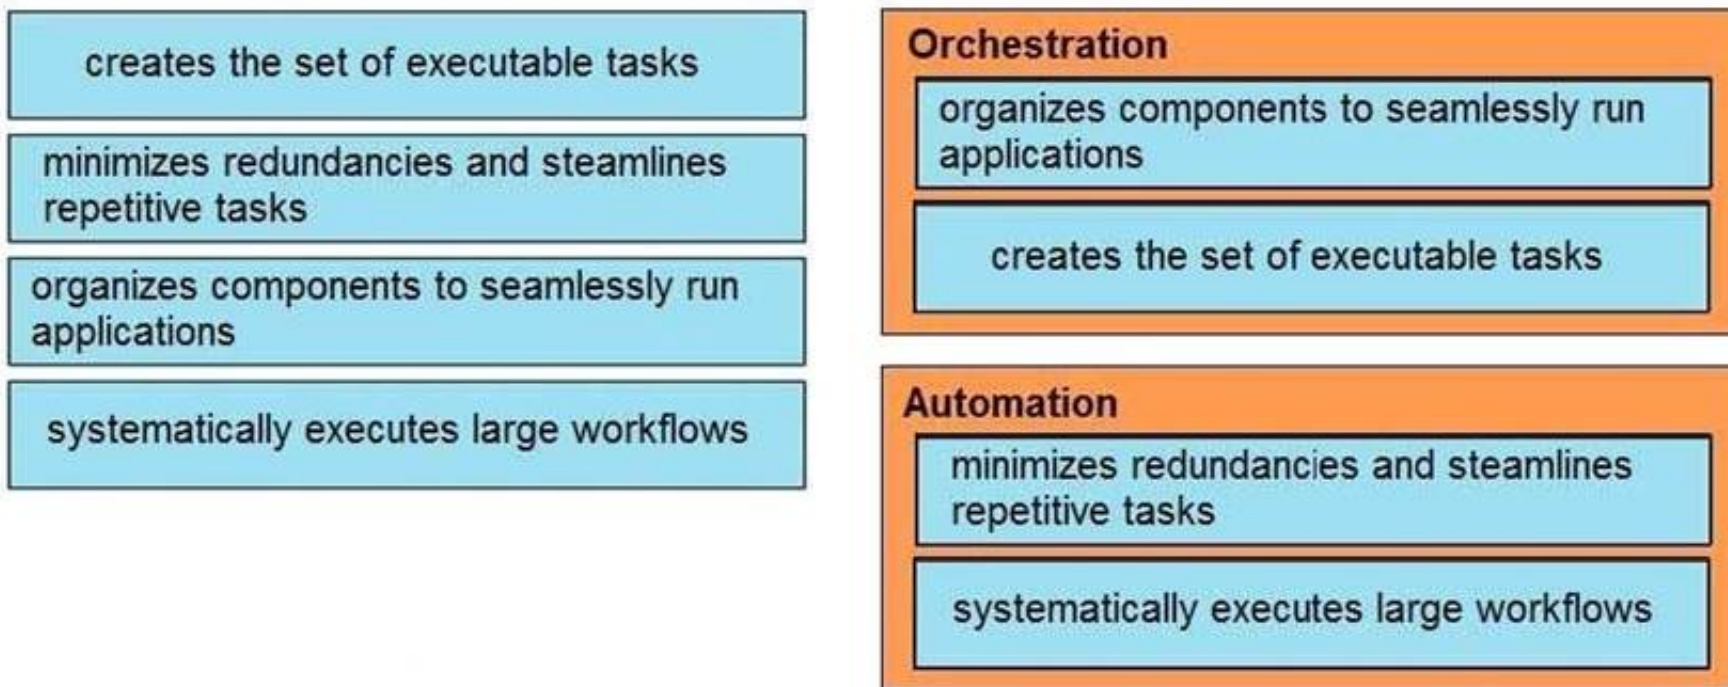 creates the set of executable tasks
minimizes redundancies and steamlines
repetitive tasks
organizes components to seamlessly run
applications
systematically executes large workflows
Orchestration
organizes components to seamlessly run
applications
creates the set of executable tasks
Automation
minimizes redundancies and steamlines
repetitive tasks
systematically executes large workflows